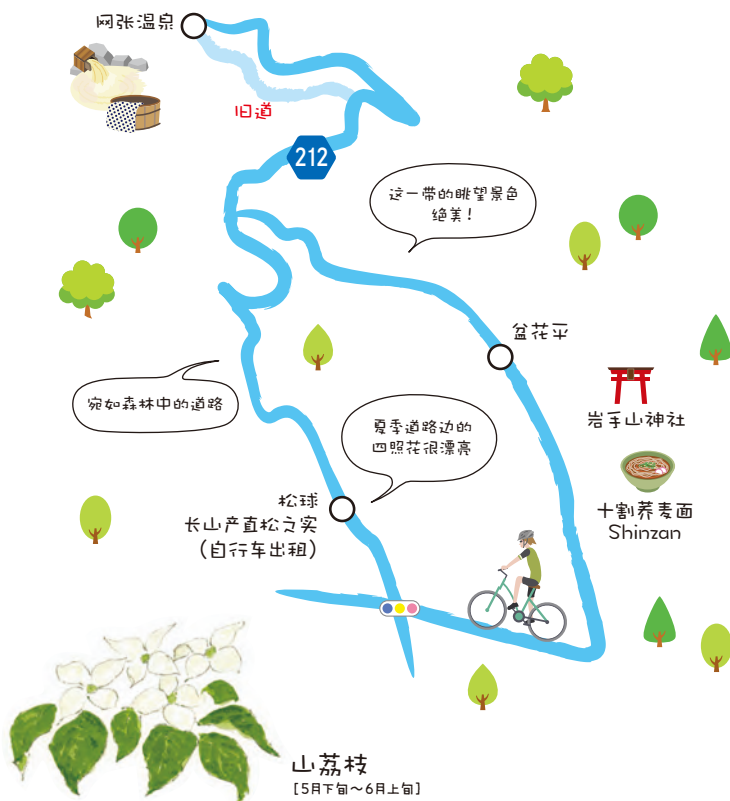 网张温泉
旧道
212
这一带的眺望景色
绝美!
盆花平
岩手山神社
宛如森林中的道路
夏季道路边的
四照花很漂亮
松球
长山产直松之实
(自行车出租)
十割荞麦面
Shinzan
山荔枝
[5月下旬~6月上旬]